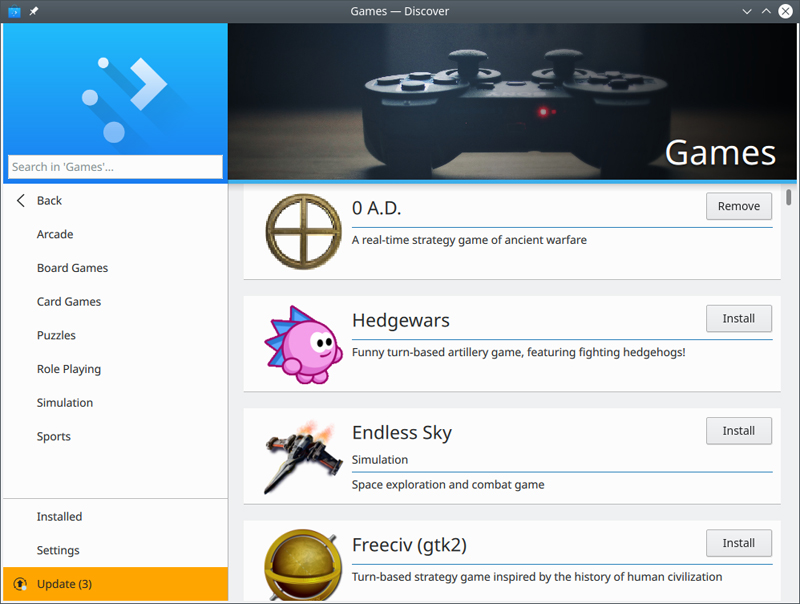 Games — Discover
Games
Search in 'Games'...
Back
Arcade
Board Games
Card Games
Puzzles
Role Playing
Simulation
Sports
Installed
Settings
Update (3)
0 A.D.
Remove
A real-time strategy game of ancient warfare
Hedgewars
Install
Funny turn-based artillery game, featuring fighting hedgehogs!
Endless Sky
Install
Simulation
Space exploration and combat game
Freeciv (gtk2)
Install
Turn-based strategy game inspired by the history of human civilization